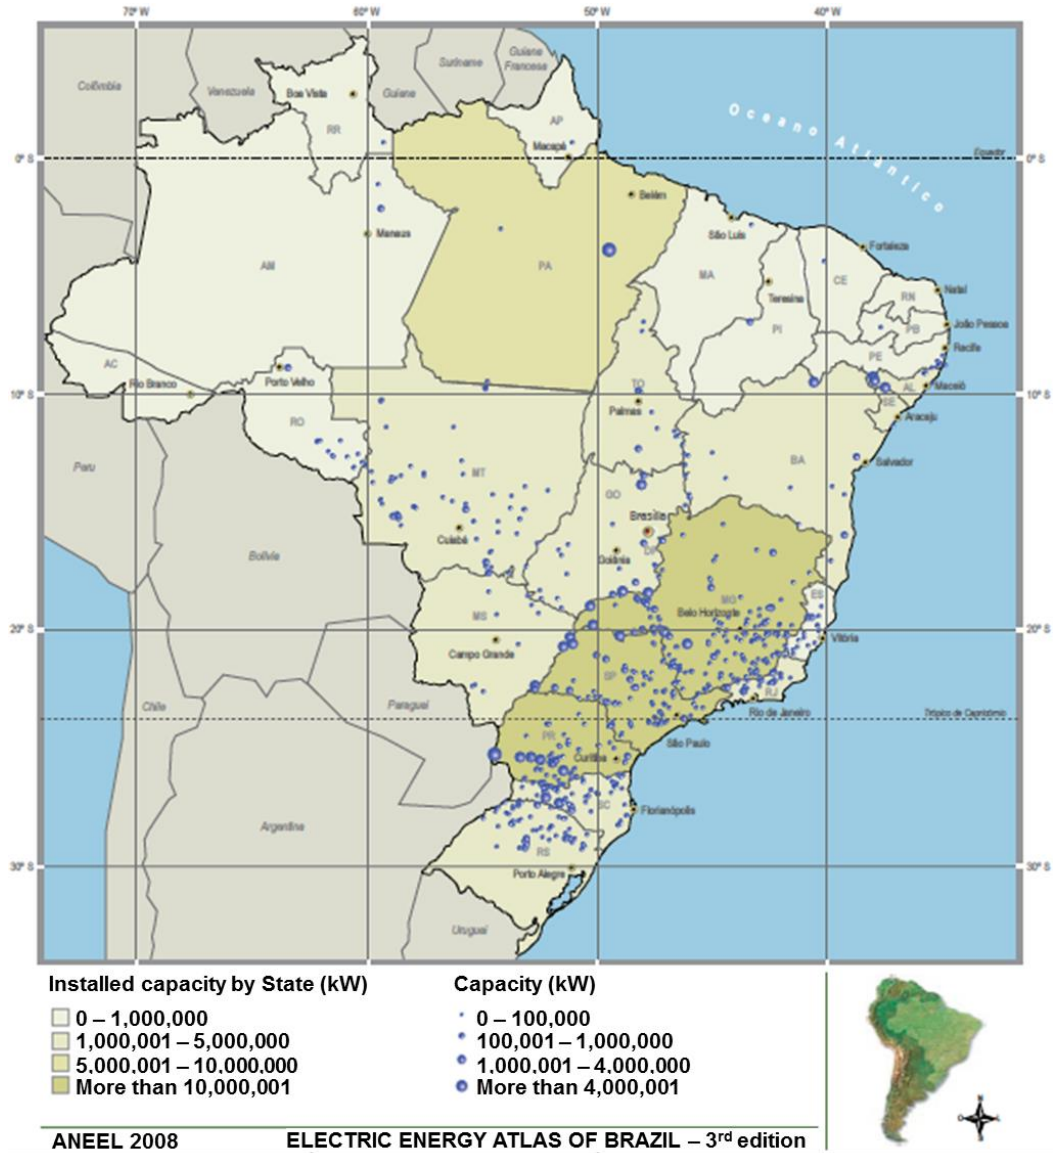 70° W 60° W 50° W 40° W
Colômbia
Venezuela
Boa Vista
Guiana
Suriname
Guiana Francesa
RR
AP
Macapá
Oceano Atlântico
0° S
Equador
0° S
Belém
São Luis
Fortaleza
Manaus
AM
PA
MA
Teresina
CE
RN
Natal
PI
PB
João Pessoa
PE
Recife
AC
Rio Branco
Porto Velho
TO
AL
Maceió
10° S
10° S
Palmas
SE
Aracaju
RO
Peru
MT
BA
Salvador
GO
Brasília
Cuiabá
DF
Goiânia
Bolívia
MS
MG
ES
Belo Horizonte
20° S
20° S
Vitória
Campo Grande
SP
RJ
Chile
Paraguai
Rio de Janeiro
Trópico de Capricórnio
PR
São Paulo
Curitiba
SC
Florianópolis
Argentina
RS
30° S
30° S
Porto Alegre
Uruguai
Installed capacity by State (kW)
0 – 1,000,000
1,000,001 – 5,000,000
5.000,001 – 10.000,000
More than 10,000,001
Capacity (kW)
0 – 100,000
100,001 – 1,000,000
1.000,001 – 4.000,000
More than 4,000,001
ANEEL 2008 ELECTRIC ENERGY ATLAS OF BRAZIL – 3rd edition